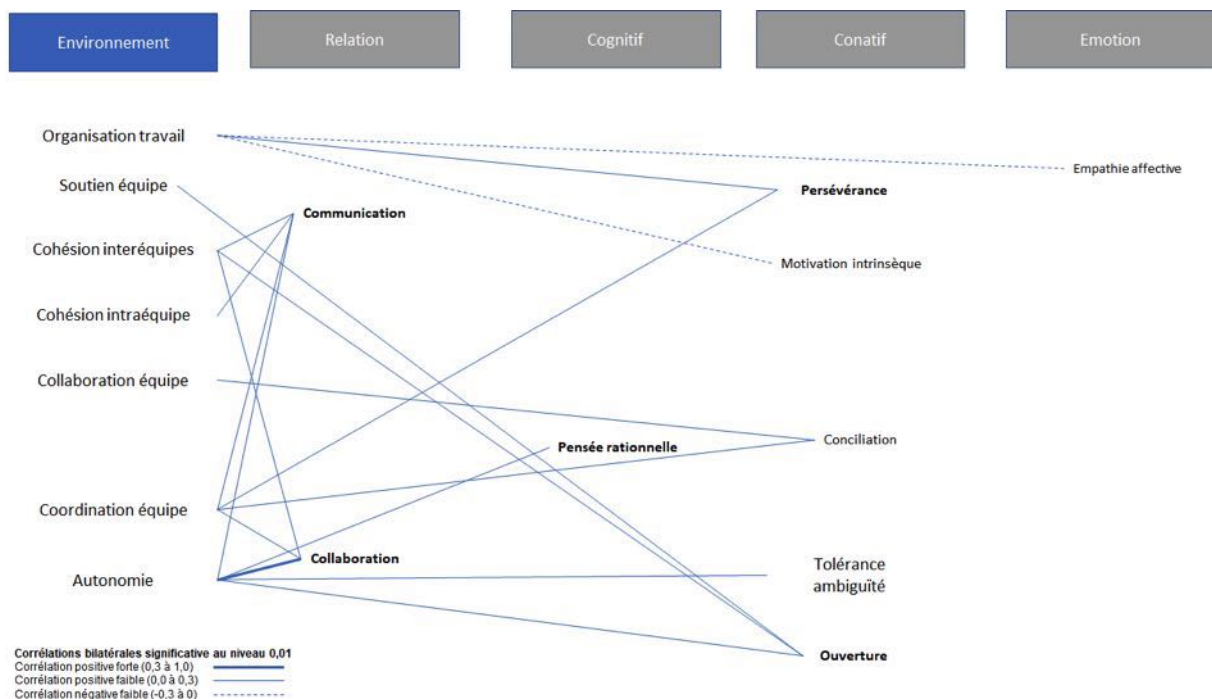 Environnement
Relation
Cognitif
Conatif
Emotion
Organisation travail
Empathie affective
Soutien équipe
Persévérance
Communication
Cohésion interéquipes
Motivation intrinsèque
Cohésion intraéquipe
Collaboration équipe
Conciliation
Pensée rationnelle
Coordination équipe
Collaboration
Autonomie
Tolérance
ambiguïté
Ouverture
Corrélations bilatérales significative au niveau 0,01
Corrélation positive forte (0,3 à 1,0)
Corrélation positive faible (0,0 à 0,3)
Corrélation négative faible (-0,3 à 0)